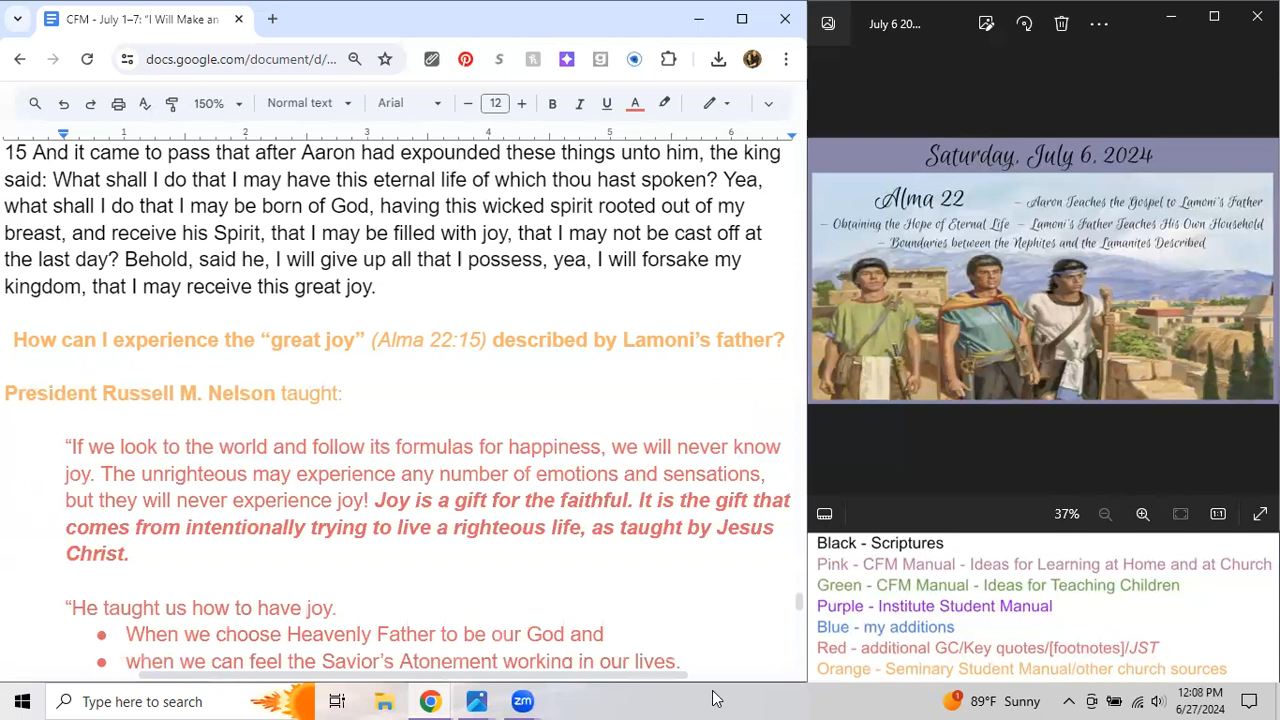 CFM - July 1–7: “I Will Make an
July 6 20...
docs.google.com/document/d/...
150%
Normal text
Arial
12
B I U A
1 2 3 4 5 6
15 And it came to pass that after Aaron had expounded these things unto him, the king
said: What shall I do that I may have this eternal life of which thou hast spoken? Yea,
what shall I do that I may be born of God, having this wicked spirit rooted out of my
breast, and receive his Spirit, that I may be filled with joy, that I may not be cast off at
the last day? Behold, said he, I will give up all that I possess, yea, I will forsake my
kingdom, that I may receive this great joy.
How can I experience the “great joy” (Alma 22:15) described by Lamoni’s father?
President Russell M. Nelson taught:
“If we look to the world and follow its formulas for happiness, we will never know
joy. The unrighteous may experience any number of emotions and sensations,
but they will never experience joy! Joy is a gift for the faithful. It is the gift that
comes from intentionally trying to live a righteous life, as taught by Jesus
Christ.
“He taught us how to have joy.
● When we choose Heavenly Father to be our God and
● when we can feel the Savior’s Atonement working in our lives.
Saturday, July 6, 2024
Alma 22
– Aaron Teaches the Gospel to Lamoni's Father
– Obtaining the Hope of Eternal Life – Lamoni's Father Teaches His Own Household
– Boundaries between the Nephites and the Lamanites Described
37%
1:1
Black - Scriptures
Pink - CFM Manual - Ideas for Learning at Home and at Church
Green - CFM Manual - Ideas for Teaching Children
Purple - Institute Student Manual
Blue - my additions
Red - additional GC/Key quotes/[footnotes]/JST
Orange - Seminary Student Manual/other church sources
Type here to search
zm
1
89°F Sunny
12:08 PM
6/27/2024